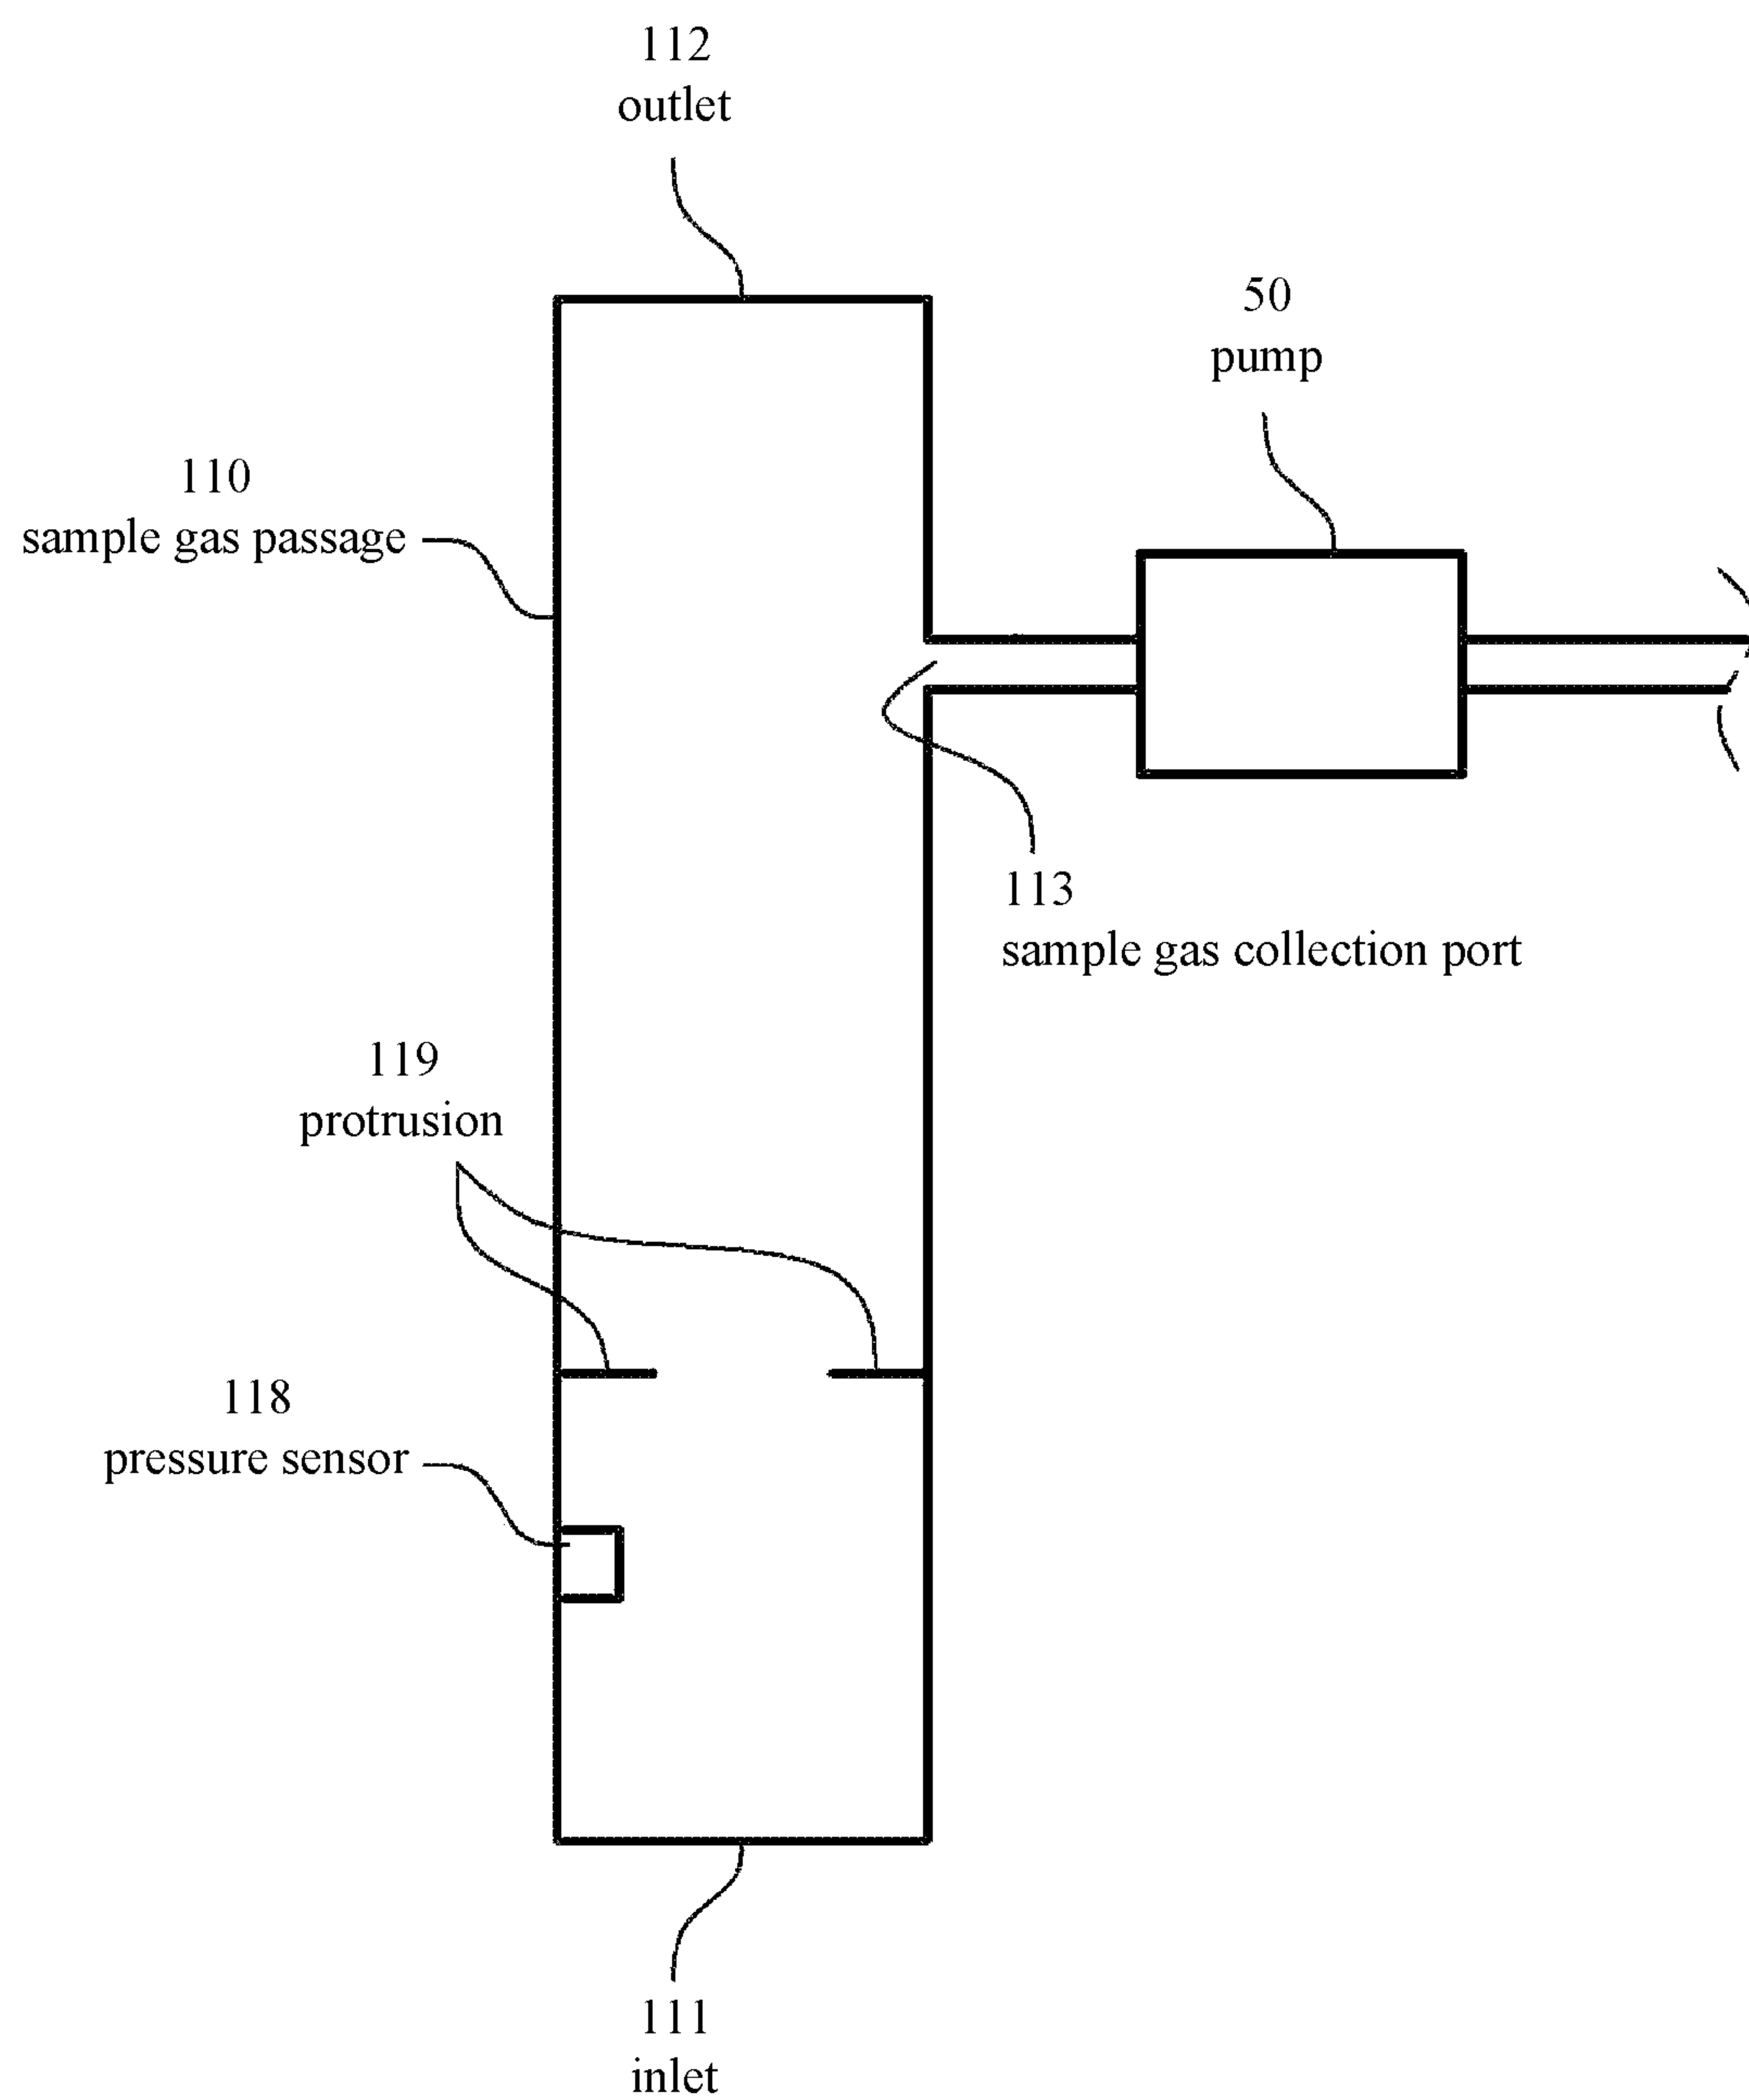 112
outlet
50
pump
110
sample gas passage
113
sample gas collection port
119
protrusion
118
pressure sensor
111
inlet